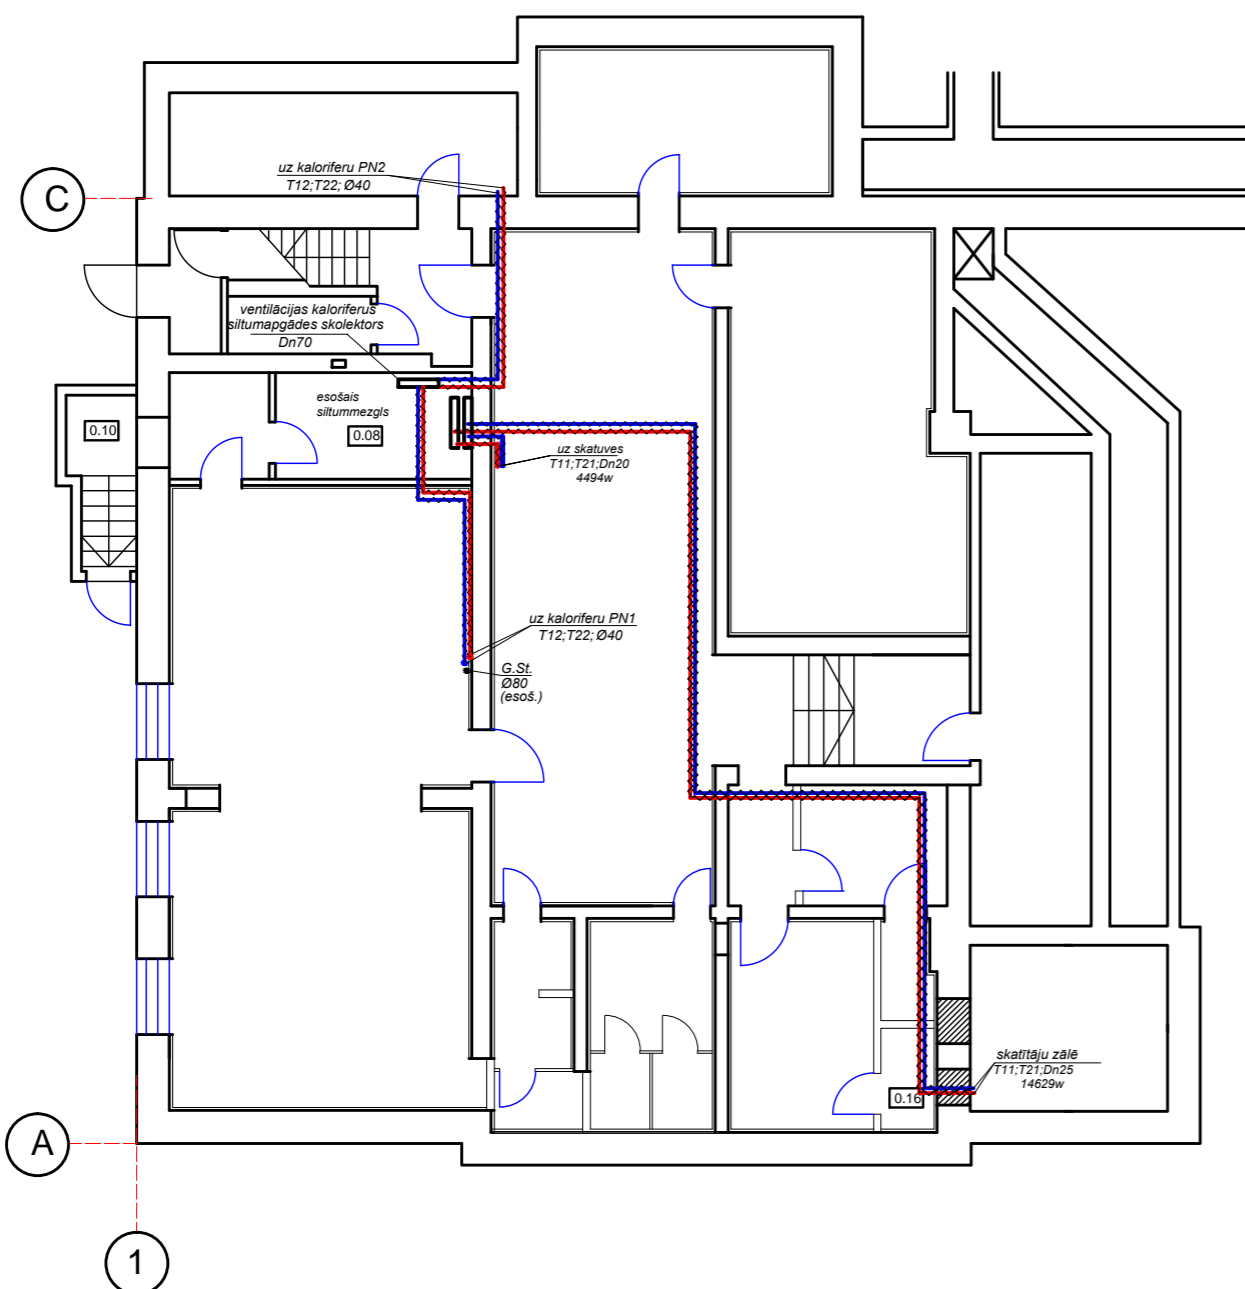 uz kaloriferu PN2
T12;T22; Ø40
C
ventilācijas kaloriferus
siltumapgādes skolektors
Dn70
esošais
siltummezgls
0.08
0.10
uz skatuves
T11;T21;Dn20
4494w
uz kaloriferu PN1
T12;T22; Ø40
G.St.
Ø80
(esoš.)
skatītāju zālē
T11;T21;Dn25
14629w
0.16
A
1